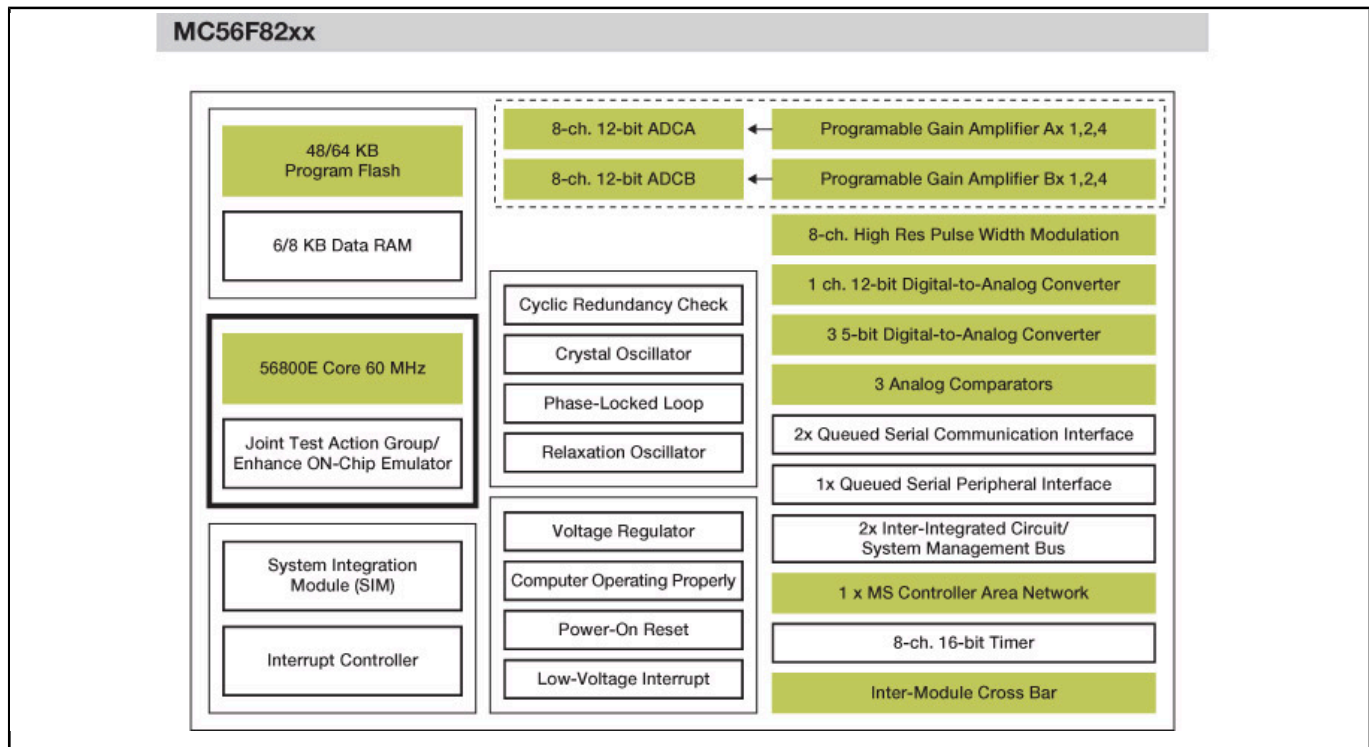 MC56F82xx
48/64 KB
Program Flash
6/8 KB Data RAM
56800E Core 60 MHz
Joint Test Action Group/
Enhance ON-Chip Emulator
System Integration
Module (SIM)
Interrupt Controller
8-ch. 12-bit ADCA
8-ch. 12-bit ADCB
Cyclic Redundancy Check
Crystal Oscillator
Phase-Locked Loop
Relaxation Oscillator
Voltage Regulator
Computer Operating Properly
Power-On Reset
Low-Voltage Interrupt
Programable Gain Amplifier Ax 1,2,4
Programable Gain Amplifier Bx 1,2,4
8-ch. High Res Pulse Width Modulation
1 ch. 12-bit Digital-to-Analog Converter
3 5-bit Digital-to-Analog Converter
3 Analog Comparators
2x Queued Serial Communication Interface
1x Queued Serial Peripheral Interface
2x Inter-Integrated Circuit/
System Management Bus
1 x MS Controller Area Network
8-ch. 16-bit Timer
Inter-Module Cross Bar